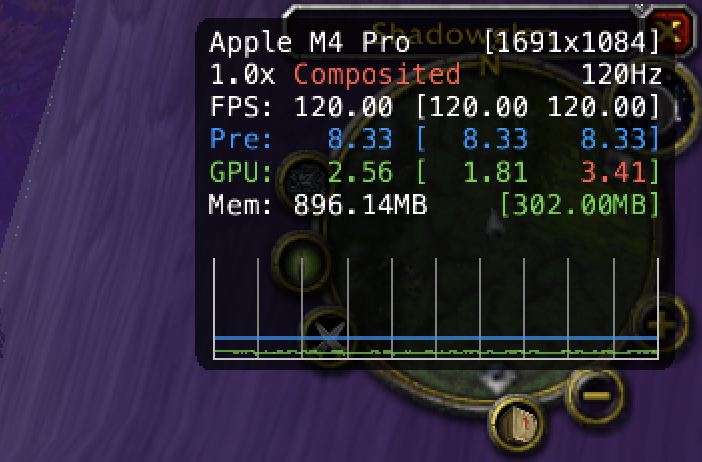 Apple M4 Pro [1691x1084]
1.0x Composited 120Hz
FPS: 120.00 [120.00 120.00]
Pre: 8.33 [ 8.33 8.33]
GPU: 2.56 [ 1.81 3.41]
Mem: 896.14MB [302.00MB]
N